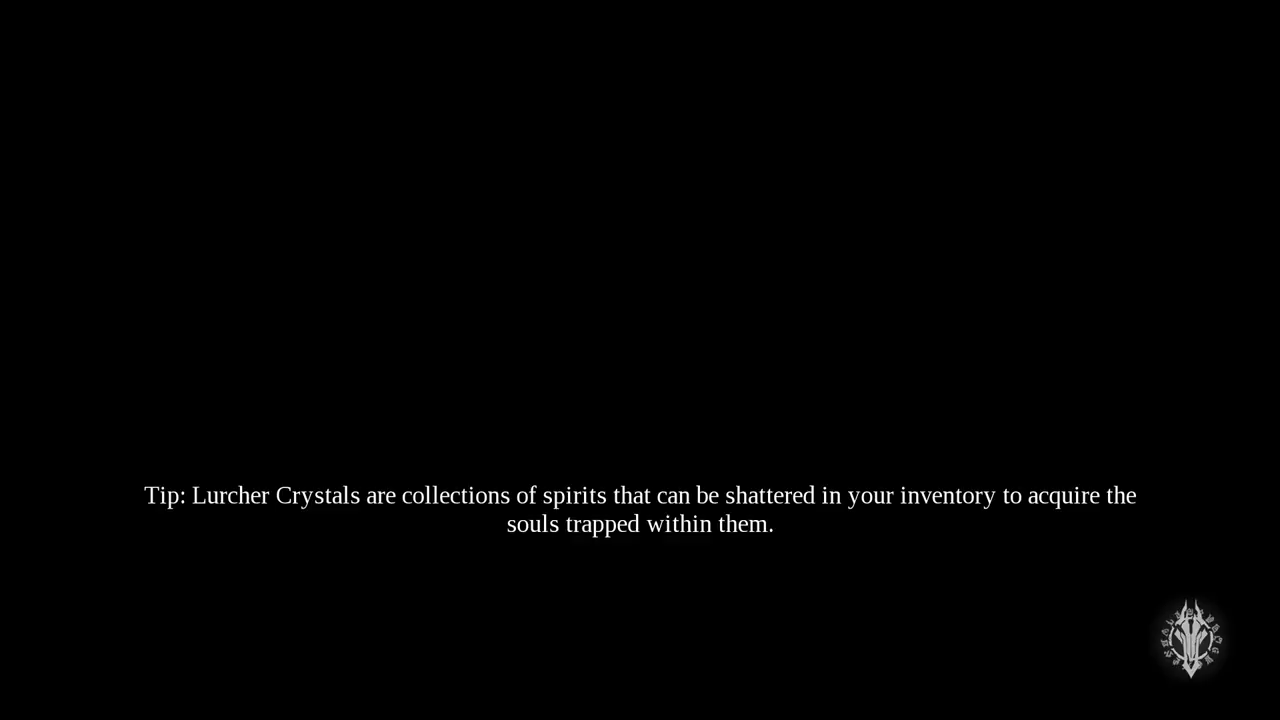 Tip: Lurcher Crystals are collections of spirits that can be shattered in your inventory to acquire the
souls trapped within them.